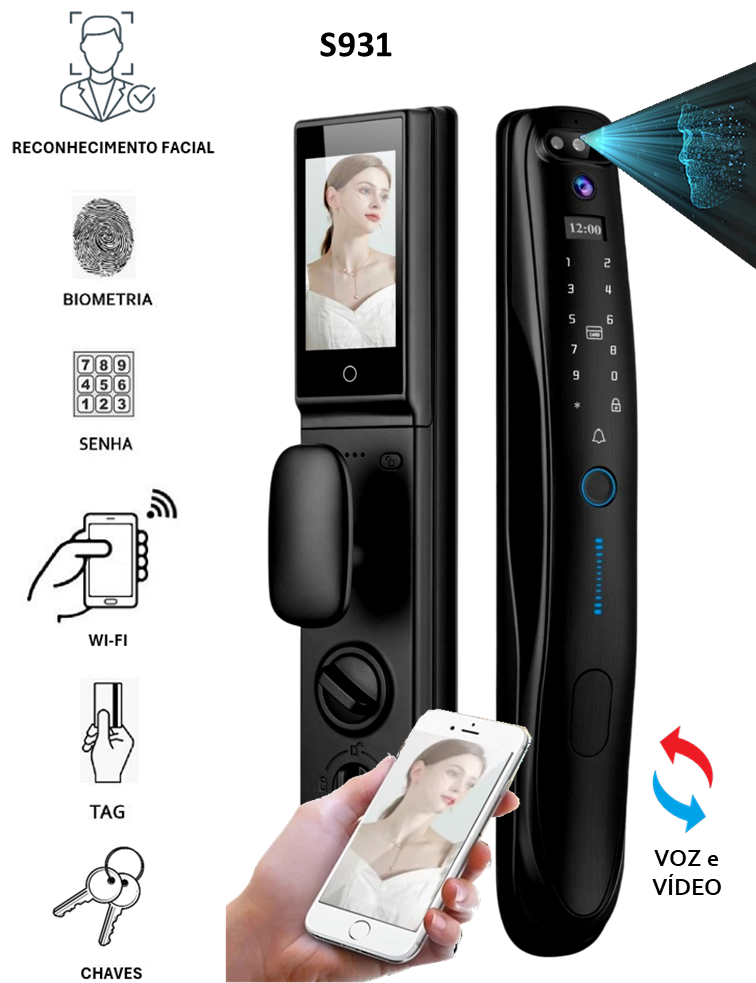 S931
RECONHECIMENTO FACIAL
BIOMETRIA
7 8 9
4 5 6
1 2 3
SENHA
WI-FI
TAG
CHAVES
12:00
1 2
3 4
5 6
CARD
7 8
9 0
*
VOZ e
VÍDEO